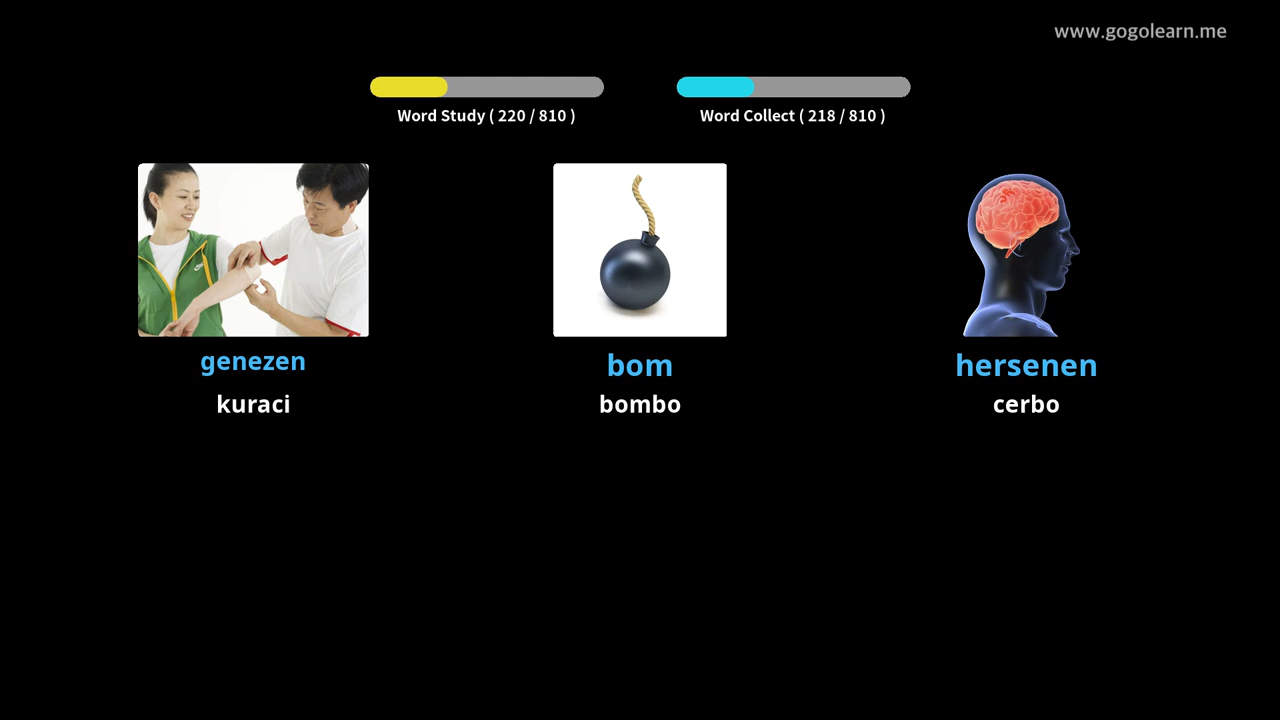 www.gogolearn.me
Word Study ( 220 / 810 )
Word Collect ( 218 / 810 )
genezen
bom
hersenen
kuraci
bombo
cerbo